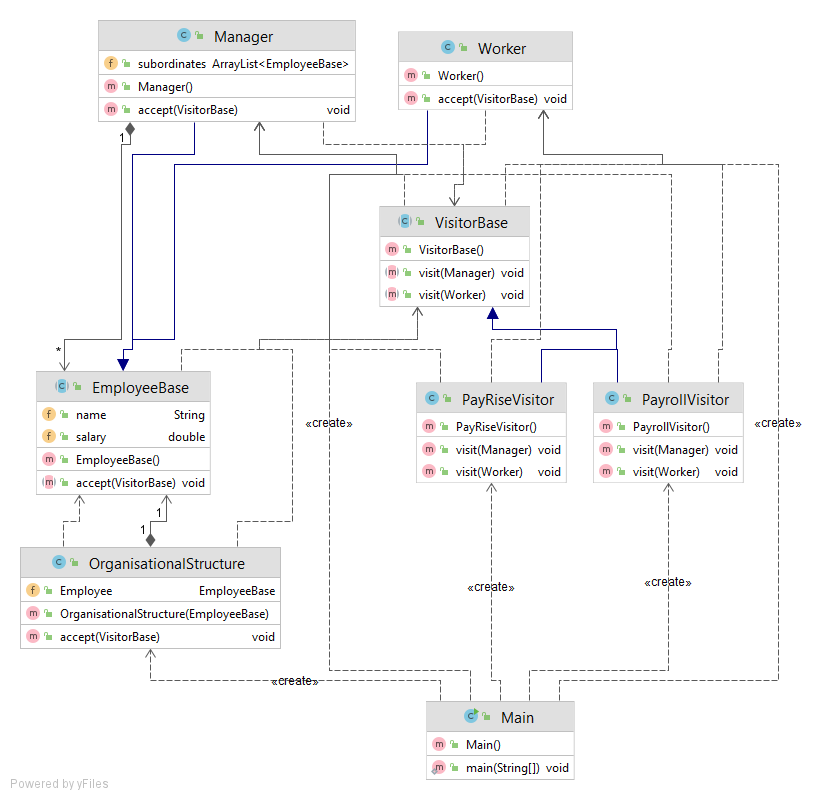 Manager
f subordinates ArrayList<EmployeeBase>
m Manager()
m accept(VisitorBase) void
C Worker
m Worker()
m accept(VisitorBase) void
1
C VisitorBase
m VisitorBase()
m visit(Manager) void
m visit(Worker) void
*
C EmployeeBase
f name String
f salary double
m EmployeeBase()
m accept(VisitorBase) void
C PayRiseVisitor
m PayRiseVisitor()
m visit(Manager) void
m visit(Worker) void
C PayrollVisitor
m PayrollVisitor()
m visit(Manager) void
m visit(Worker) void
«create»
«create»
1
1
C OrganisationalStructure
f Employee EmployeeBase
m OrganisationalStructure(EmployeeBase)
m accept(VisitorBase) void
«create»
«create»
«create»
C Main
m Main()
m main(String[]) void
Powered by yFiles